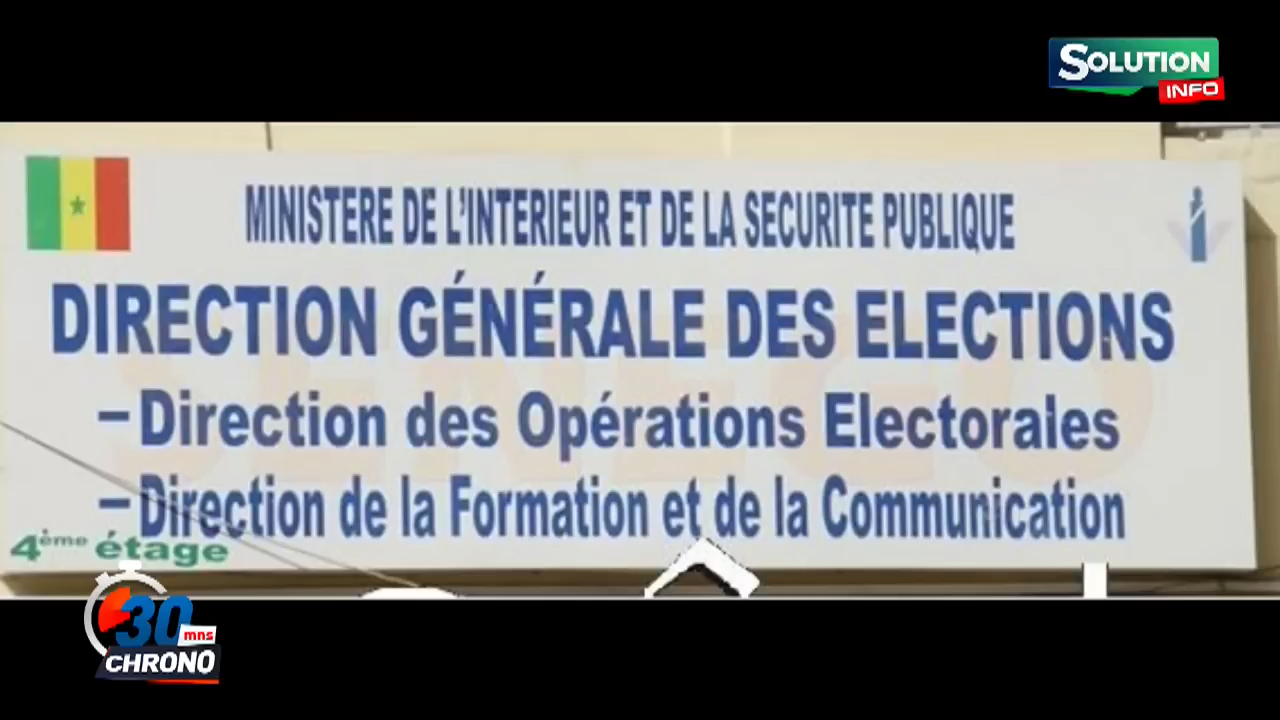 SOLUTION
INFO
MINISTERE DE L'INTERIEUR ET DE LA SECURITE PUBLIQUE
DIRECTION GÉNÉRALE DES ELECTIONS
–Direction des Opérations Electorales
–Direction de la Formation et de la Communication
4ème étage
SENEGO
30
mns
CHRONO